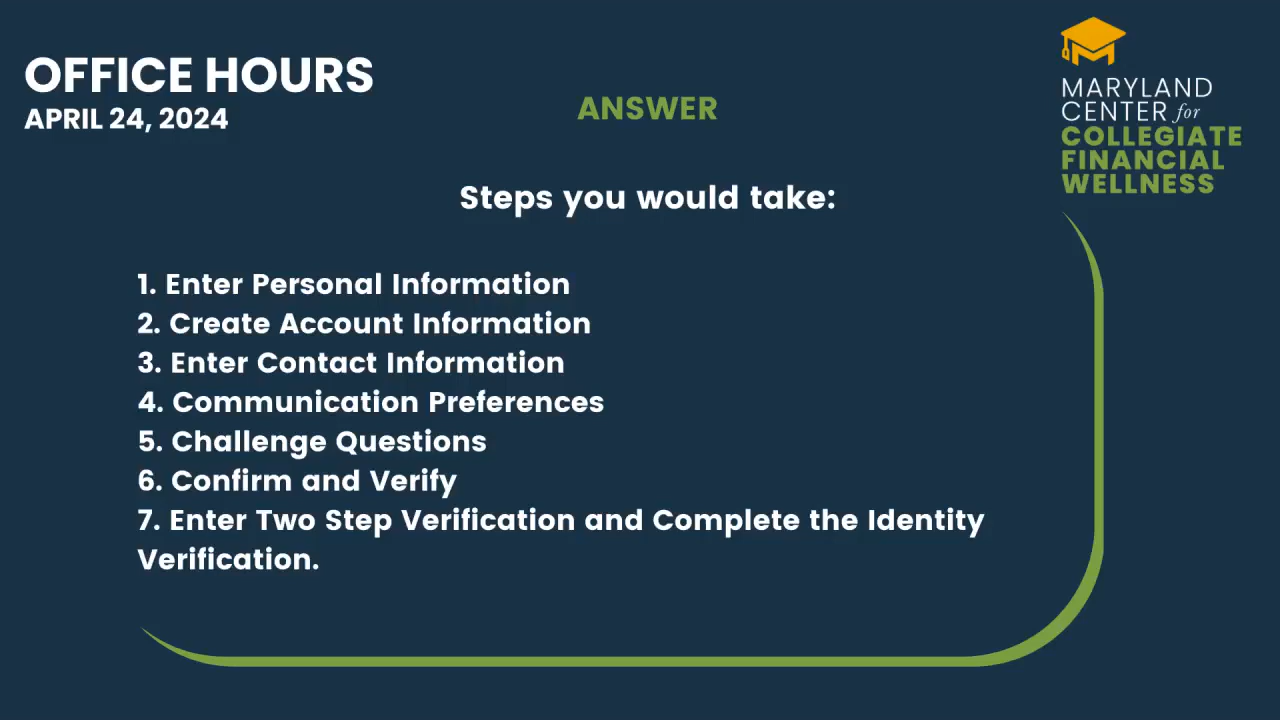 OFFICE HOURS
APRIL 24, 2024
ANSWER
MARYLAND
CENTER for
COLLEGIATE
FINANCIAL
WELLNESS
Steps you would take:
1. Enter Personal Information
2. Create Account Information
3. Enter Contact Information
4. Communication Preferences
5. Challenge Questions
6. Confirm and Verify
7. Enter Two Step Verification and Complete the Identity
Verification.